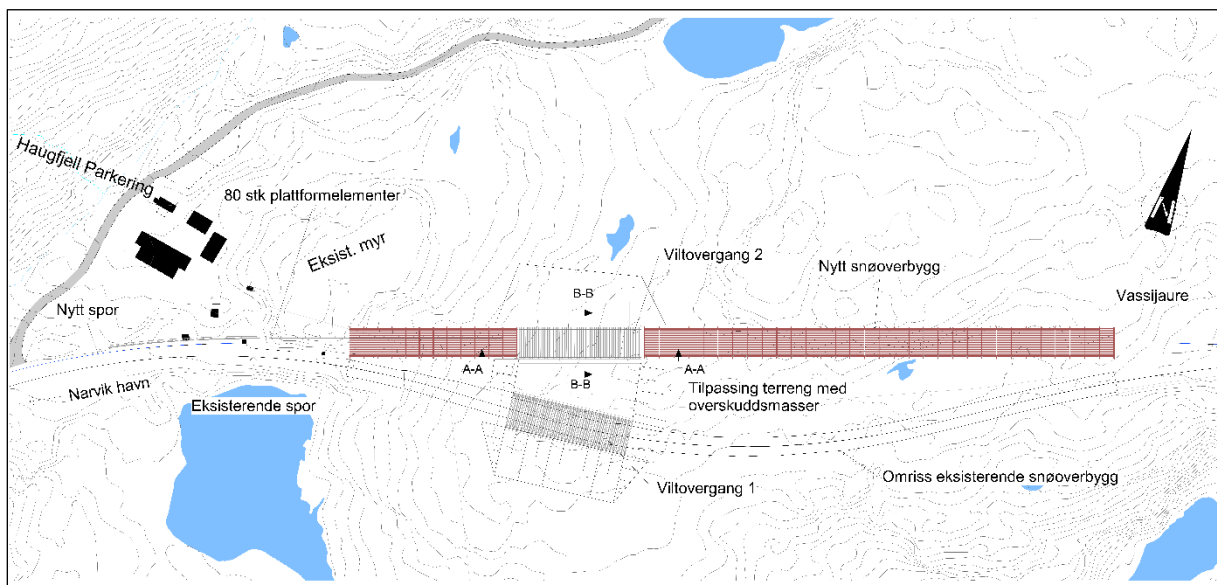 Haugfjell Parkering
80 stk plattformelementer
Eksist. myr
Viltovergang 2
Nytt snøoverbygg
N
Vassijaure
B-B
Nytt spor
A-A
A-A
B-B
Narvik havn
Eksisterende spor
Tilpassing terreng med
overskuddsmasser
Viltovergang 1
Omriss eksisterende snøoverbygg